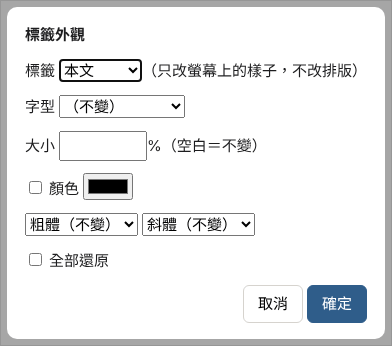 標籤外觀
標籤 本文 （只改螢幕上的樣子，不改排版）
字型 （不變）
大小 %（空白＝不變）
顏色
粗體（不變） 斜體（不變）
全部還原
取消 確定